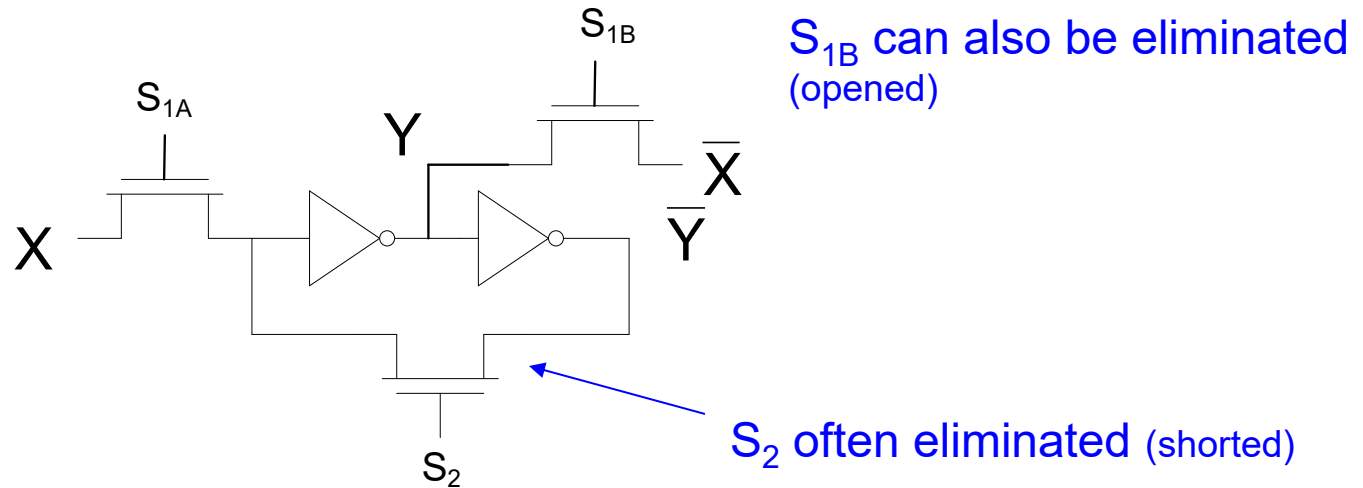 S₁B
S₁B can also be eliminated
(opened)
S₁A
Y
X̅
X
Y̅
S₂ often eliminated (shorted)
S₂